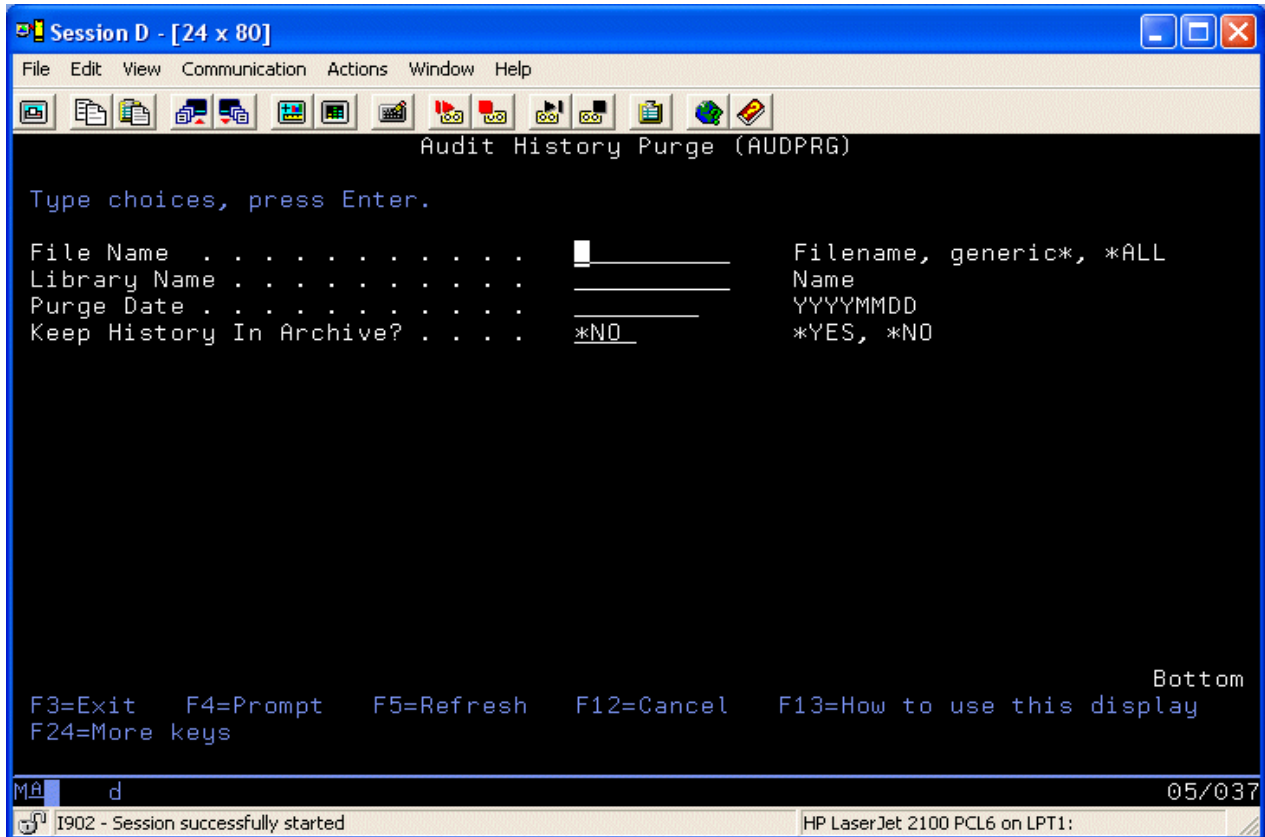 Session D - [24 x 80]
File Edit View Communication Actions Window Help
Audit History Purge (AUDPRG)
Type choices, press Enter.
File Name . . . . . . . . . . . Filename, generic*, *ALL
Library Name . . . . . . . . . . Name
Purge Date . . . . . . . . . . . YYYYMMDD
Keep History In Archive? . . . . *NO *YES, *NO
Bottom
F3=Exit F4=Prompt F5=Refresh F12=Cancel F13=How to use this display
F24=More keys
MA d 05/037
I902 - Session successfully started HP LaserJet 2100 PCL6 on LPT1: